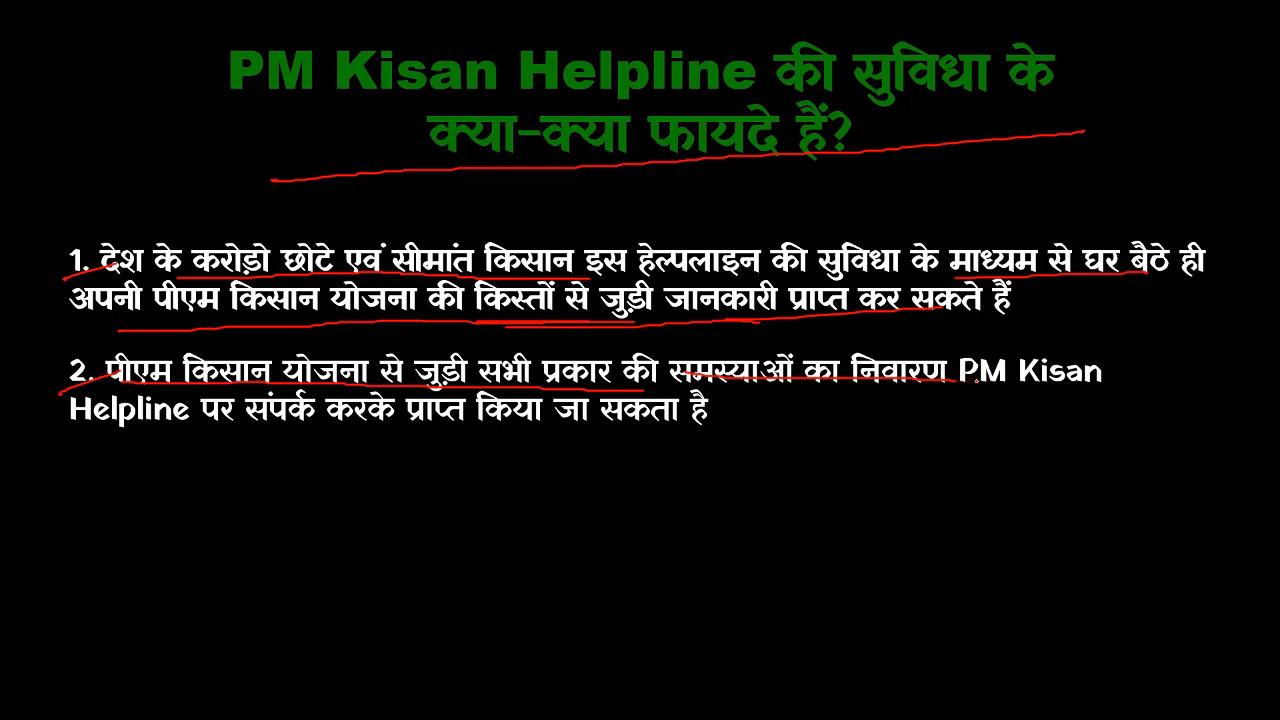 PM Kisan Helpline की सुविधा के
क्या-क्या फायदे हैं?
1. देश के करोड़ो छोटे एवं सीमांत किसान इस हेल्पलाइन की सुविधा के माध्यम से घर बैठे ही
अपनी पीएम किसान योजना की किस्तों से जुड़ी जानकारी प्राप्त कर सकते हैं
2. पीएम किसान योजना से जुड़ी सभी प्रकार की समस्याओं का निवारण PM Kisan
Helpline पर संपर्क करके प्राप्त किया जा सकता है